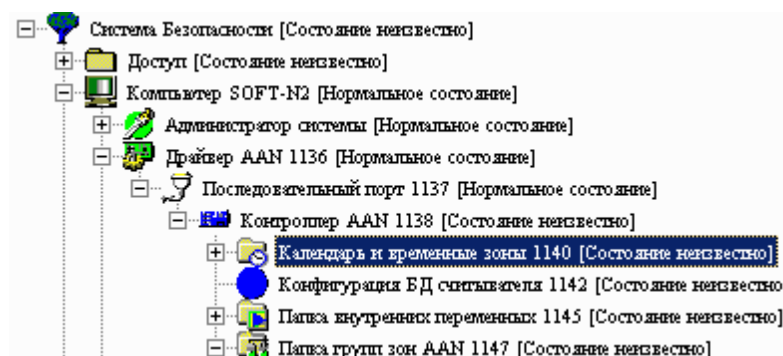 Система Безопасности [Состояние неизвестно]
Доступ [Состояние неизвестно]
Компьютер SOFT-N2 [Нормальное состояние]
Администратор системы [Нормальное состояние]
Драйвер AAN 1136 [Нормальное состояние]
Последовательный порт 1137 [Нормальное состояние]
Контроллер AAN 1138 [Состояние неизвестно]
Календарь и временные зоны 1140 [Состояние неизвестно]
Конфигурация БД считывателя 1142 [Состояние неизвестно
Папка внутренних переменных 1145 [Состояние неизвестно]
Папка групп зон AAN 1147 [Состояние неизвестно]